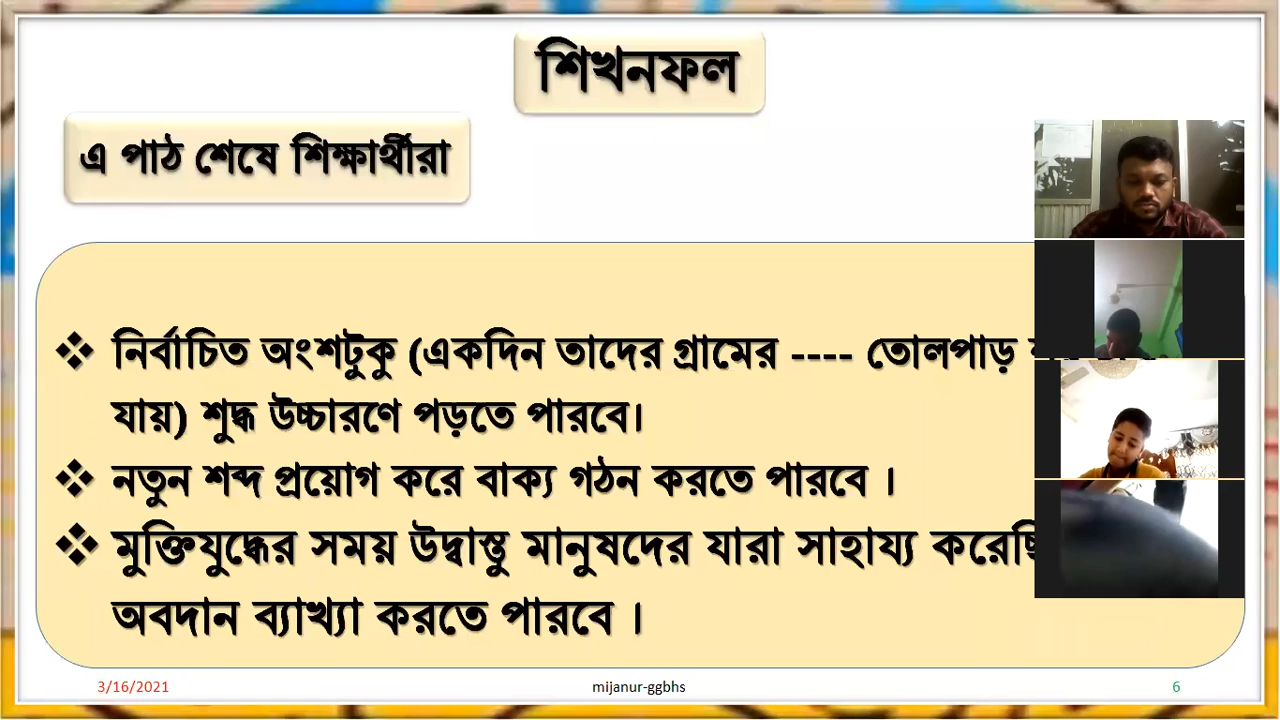 শিখনফল
এ পাঠ শেষে শিক্ষার্থীরা
❖ নির্বাচিত অংশটুকু (একদিন তাদের গ্রামের ---- তোলপাড়
যায়) শুদ্ধ উচ্চারণে পড়তে পারবে।
❖ নতুন শব্দ প্রয়োগ করে বাক্য গঠন করতে পারবে ।
❖ মুক্তিযুদ্ধের সময় উদ্বাস্তু মানুষদের যারা সাহায্য
অবদান ব্যাখ্যা করতে পারবে ।
3/16/2021 mijanur-ggbhs 6